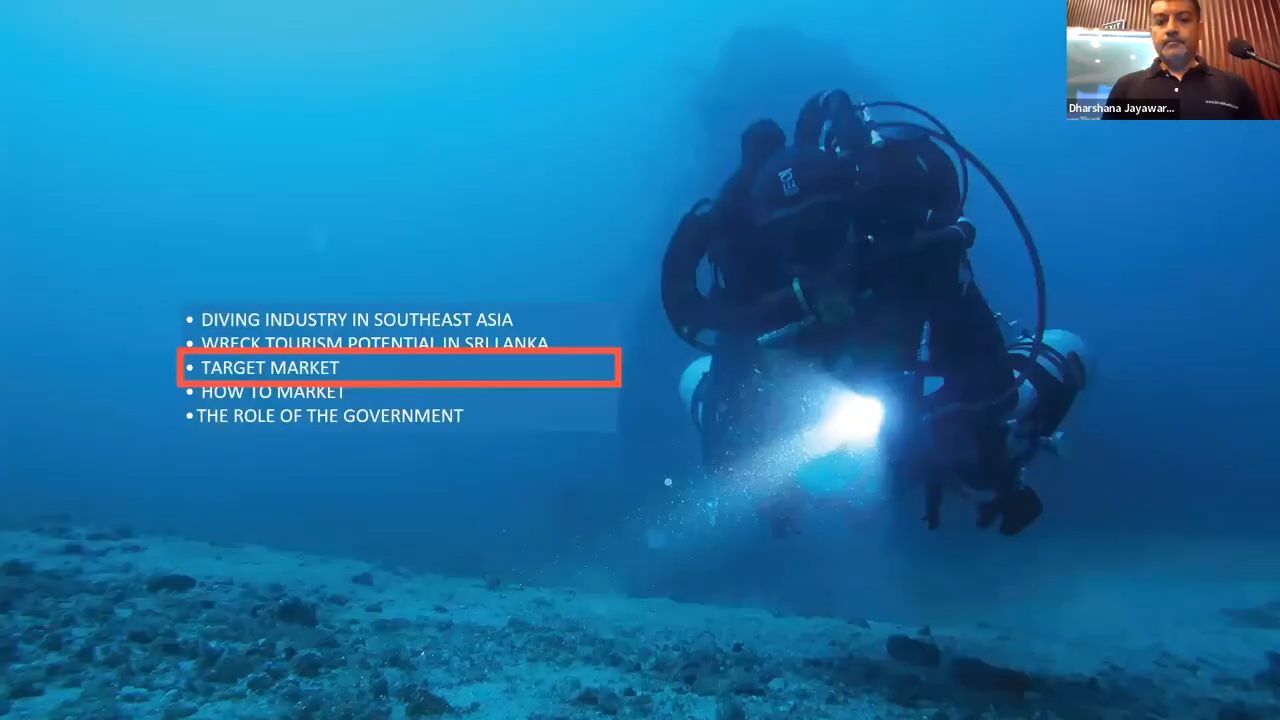 Dharshana Jayawar...
• DIVING INDUSTRY IN SOUTHEAST ASIA
• WRECK TOURISM POTENTIAL IN SRI LANKA
• TARGET MARKET
• HOW TO MARKET
• THE ROLE OF THE GOVERNMENT